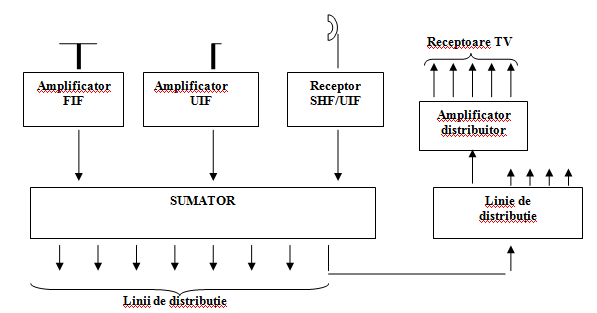 Receptoare TV
Amplificator
FIF
Amplificator
UIF
Receptor
SHF/UIF
Amplificator
distribuitor
SUMATOR
Linie de
distribuție
Linii de distribuție